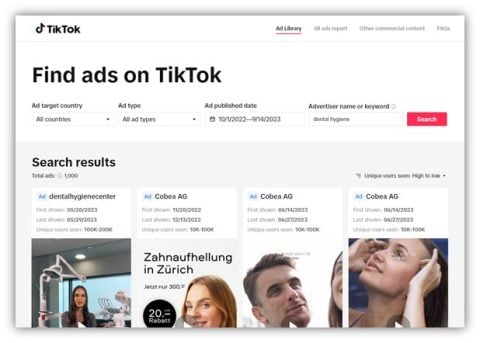 TikTok
Ad Library
All ads report
Other commercial content
FAQs
Find ads on TikTok
Ad target country
Ad type
Ad published date
Advertiser name or keyword
All countries
All ad types
10/1/2022—9/14/2023
dental hygiene
Search
Search results
Total ads: 1,000
Unique users seen: High to low
Ad dentalhygienecenter
First shown: 05/28/2023
Last shown: 05/29/2023
Unique users seen: 100K-200K
Ad Cobea AG
First shown: 11/28/2022
Last shown: 12/13/2022
Unique users seen: 10K-100K
Zahnaufhellung
in Zürich
Jetzt nur 300.
20.
Rabatt
Ad Cobea AG
First shown: 06/14/2023
Last shown: 06/27/2023
Unique users seen: 10K-100K
Ad Cobea AG
First shown: 06/14/2023
Last shown: 06/27/2023
Unique users seen: 10K-100K